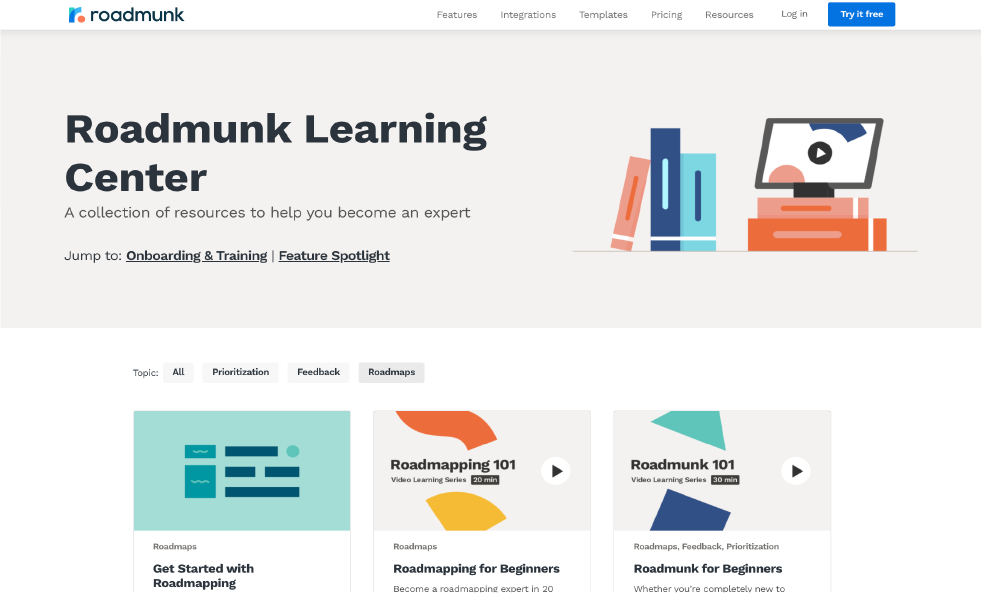 roadmunk
Features Integrations Templates Pricing Resources Log in Try it free
Roadmunk Learning
Center
A collection of resources to help you become an expert
Jump to: Onboarding & Training | Feature Spotlight
Topic: All Prioritization Feedback Roadmaps
Roadmapping 101
Video Learning Series 20 min
Roadmunk 101
Video Learning Series 30 min
Roadmaps
Get Started with
Roadmapping
Roadmaps
Roadmapping for Beginners
Become a roadmapping expert in 20
Roadmaps, Feedback, Prioritization
Roadmunk for Beginners
Whether you're completely new to